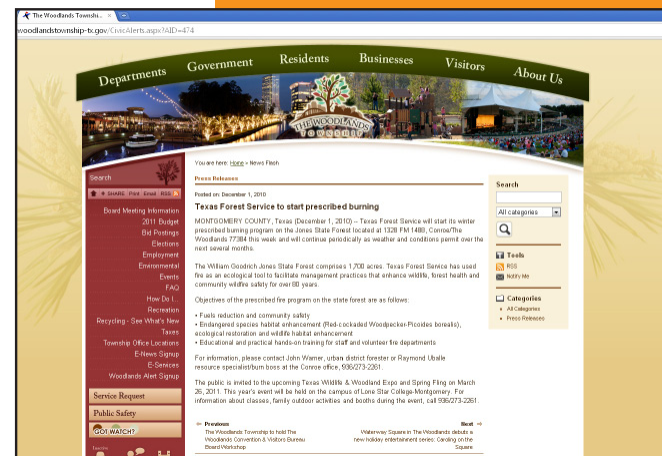 The Woodlands Townshi...
woodlandstownship-tx.gov/CivicAlerts.aspx?AID=474
Departments Government Residents Businesses Visitors About Us
THE WOODLANDS
TOWNSHIP
You are here: Home > News Flash
Search
SHARE Print Email RSS
Board Meeting Information
2011 Budget
Bid Postings
Elections
Employment
Environmental
Events
FAQ
How Do I...
Recreation
Recycling - See What's New
Taxes
Township Office Locations
E-News Signup
E-Services
Woodlands Alert Signup
Service Request
Public Safety
GOT WATCH?
Press Releases
Posted on: December 1, 2010
Texas Forest Service to start prescribed burning
MONTGOMERY COUNTY, Texas (December 1, 2010) – Texas Forest Service will start its winter
prescribed burning program on the Jones State Forest located at 1328 FM 1488, Conroe/The
Woodlands 77384 this week and will continue periodically as weather and conditions permit over the
next several months.
The William Goodrich Jones State Forest comprises 1,700 acres. Texas Forest Service has used
fire as an ecological tool to facilitate management practices that enhance wildlife, forest health and
community wildfire safety for over 80 years.
Objectives of the prescribed fire program on the state forest are as follows:
• Fuels reduction and community safety
• Endangered species habitat enhancement (Red-cockaded Woodpecker-Picoides borealis),
ecological restoration and wildlife habitat enhancement
• Educational and practical hands-on training for staff and volunteer fire departments
For information, please contact John Warner, urban district forester or Raymond Uballe
resource specialist/burn boss at the Conroe office, 936/273-2261.
The public is invited to the upcoming Texas Wildlife & Woodland Expo and Spring Fling on March
26, 2011. This year's event will be held on the campus of Lone Star College-Montgomery. For
information about classes, family outdoor activities and booths during the event, call 936/273-2261.
Previous
The Woodlands Township to hold The
Woodlands Convention & Visitors Bureau
Board Workshop
Next
Waterway Square in The Woodlands debuts a
new holiday entertainment series: Caroling on the
Square
Search
All categories
Tools
RSS
Notify Me
Categories
All Categories
Press Releases